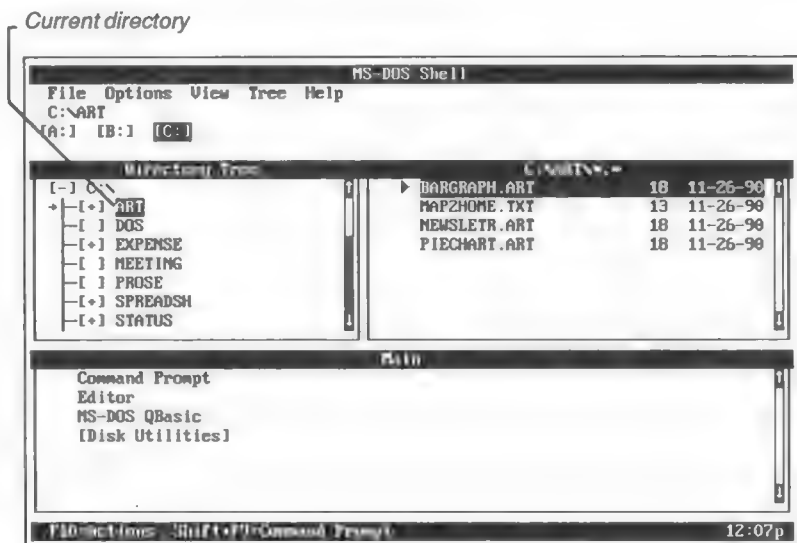 Current directory
MS-DOS Shell
File Options View Tree Help
C:\ART
[A:] [B:] [C:]
Directory Tree
C:\ART\*.*
[-] C:\
[+] ART
[ ] DOS
[+] EXPENSE
[ ] MEETING
[ ] PROSE
[+] SPREADSH
[+] STATUS
BARGRAPH.ART 18 11-26-90
MAP2HOME.TXT 13 11-26-90
NEWSLETR.ART 18 11-26-90
PIECHART.ART 18 11-26-90
Main
Command Prompt
Editor
MS-DOS QBasic
[Disk Utilities]
F10=Actions Shift+F9=Command Prompt 12:07p